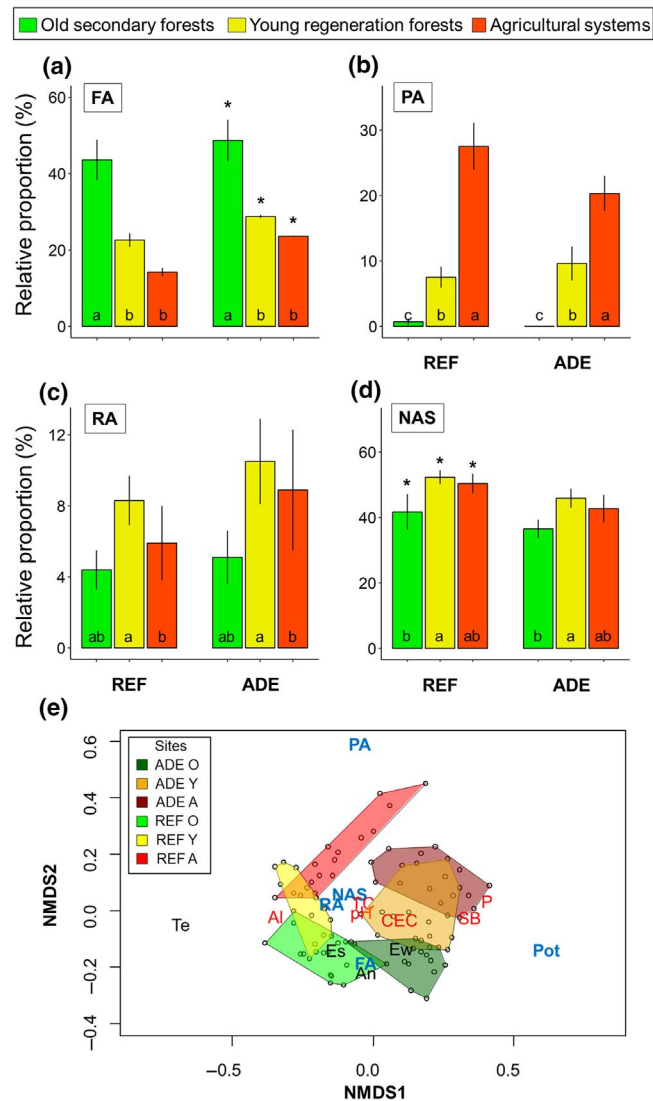 Old secondary forests Young regeneration forests Agricultural systems
(a) (b)
FA PA
Relative proportion (%)
60
40
20
0
* * *
a b b a b b
30
20
10
0
c b a c b a
REF ADE
(c) (d)
RA NAS
Relative proportion (%)
12
8
4
0
ab a b ab a b
REF ADE
60
40
20
0
* * *
b a ab b a ab
REF ADE
(e)
NMDS2
0.6
0.4
0.2
0.0
−0.2
−0.4
Sites
ADE O
ADE Y
ADE A
REF O
REF Y
REF A
PA
NAS
RA TC P
Al pH CEC SB
Te
Es Ew Pot
FA
An
−0.5 0.0 0.5
NMDS1